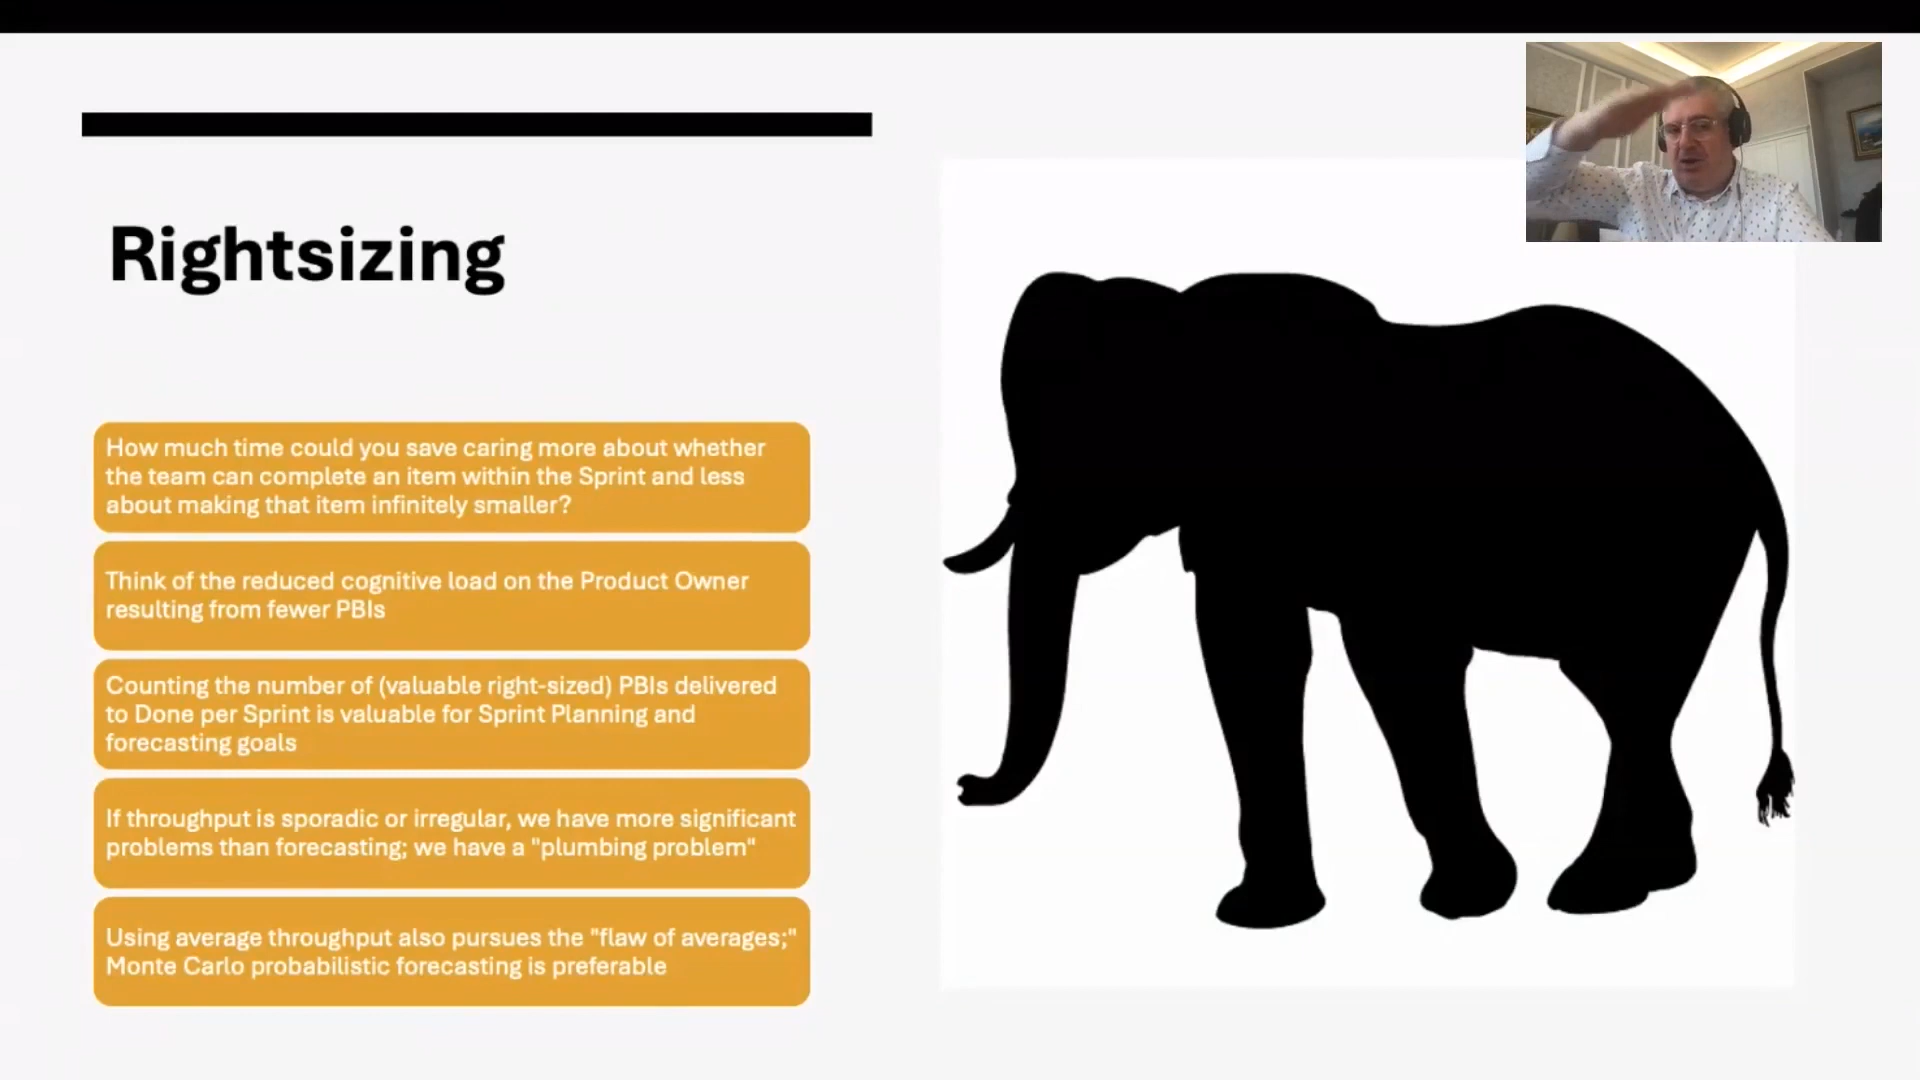 Rightsizing
How much time could you save caring more about whether
the team can complete an item within the Sprint and less
about making that item infinitely smaller?
Think of the reduced cognitive load on the Product Owner
resulting from fewer PBIs
Counting the number of (valuable right-sized) PBIs delivered
to Done per Sprint is valuable for Sprint Planning and
forecasting goals
If throughput is sporadic or irregular, we have more significant
problems than forecasting; we have a "plumbing problem"
Using average throughput also pursues the "flaw of averages;"
Monte Carlo probabilistic forecasting is preferable